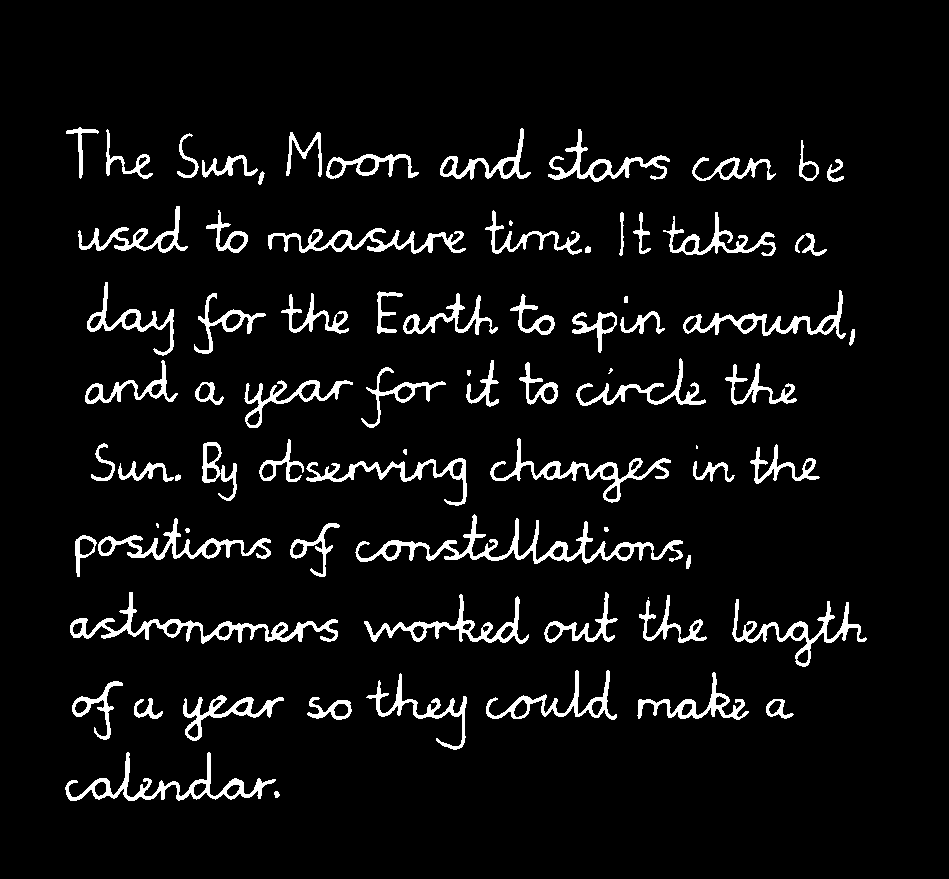 The Sun, Moon and stars can be
used to measure time. It takes a
day for the Earth to spin around,
and a year for it to circle the
Sun. By observing changes in the
positions of constellations,
astronomers worked out the length
of a year so they could make a
calendar.